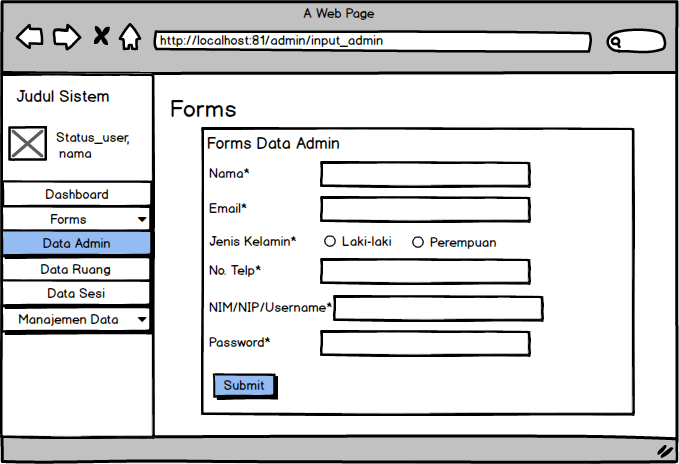 A Web Page
http://localhost:81/admin/input_admin
Judul Sistem
Status_user,
nama
Dashboard
Forms
Data Admin
Data Ruang
Data Sesi
Manajemen Data
Forms
Forms Data Admin
Nama*
Email*
Jenis Kelamin* Laki-laki Perempuan
No. Telp*
NIM/NIP/Username*
Password*
Submit